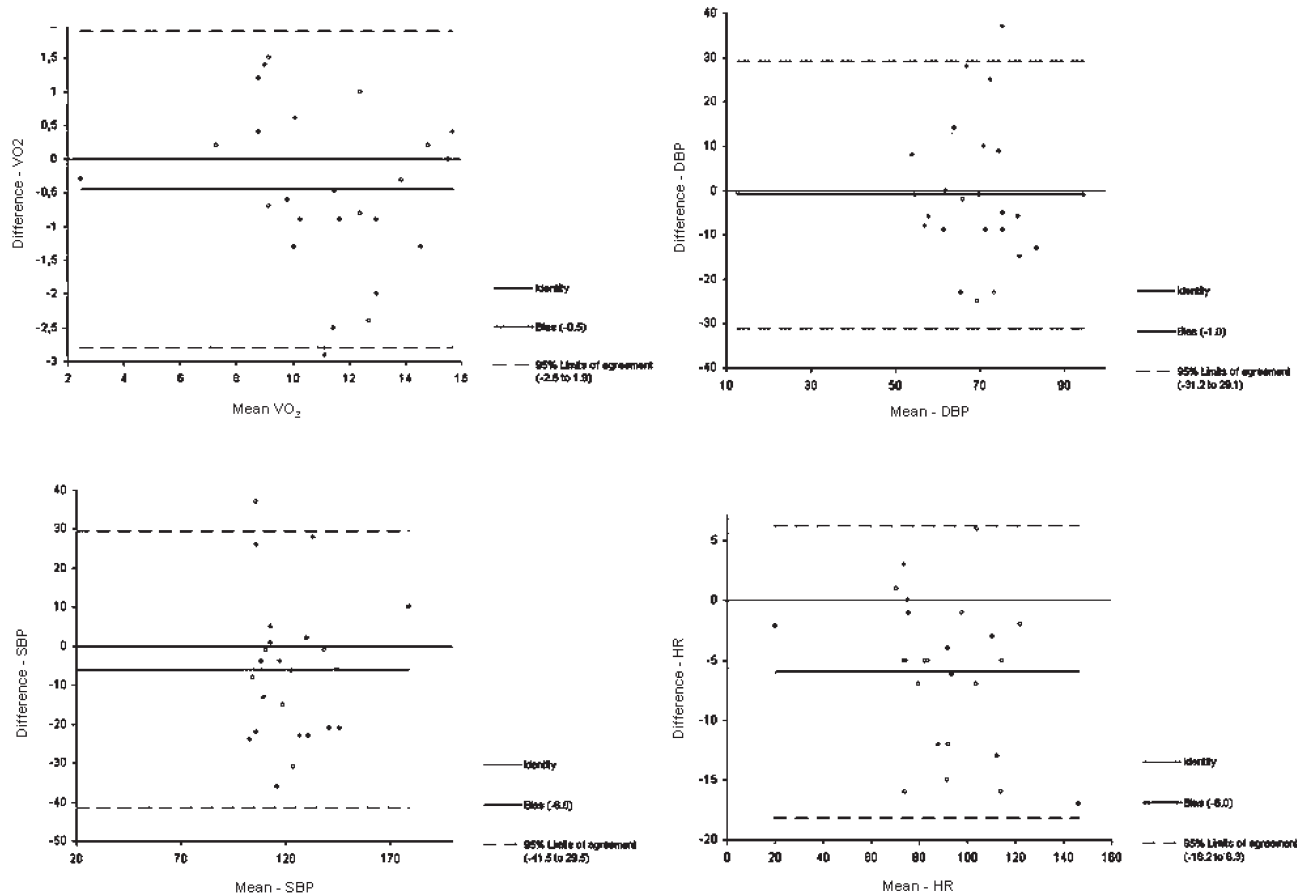 Difference - VO2
1,5
1
0,5
0
-0,5
-1
-1,5
-2
-2,5
-3
2
4
6
8
10
12
14
16
Mean VO₂
Identity
Bias (-0.5)
95% Limits of agreement
Difference - DBP
40
30
20
10
0
-10
-20
-30
-40
10
30
50
70
90
Mean - DBP
Identity
Bias (-1.0)
95% Limits of agreement
(-31.2 to 29.1)
Difference - SBP
40
30
20
10
0
-10
-20
-30
-40
-50
20
70
120
170
Mean - SBP
Identity
Bias (-6.0)
95% Limits of agreement
(-41.5 to 29.5)
Difference - HR
5
0
-5
-10
-15
-20
0
20
40
60
80
100
120
140
160
Mean - HR
Identity
Bias (-6.0)
95% Limits of agreement